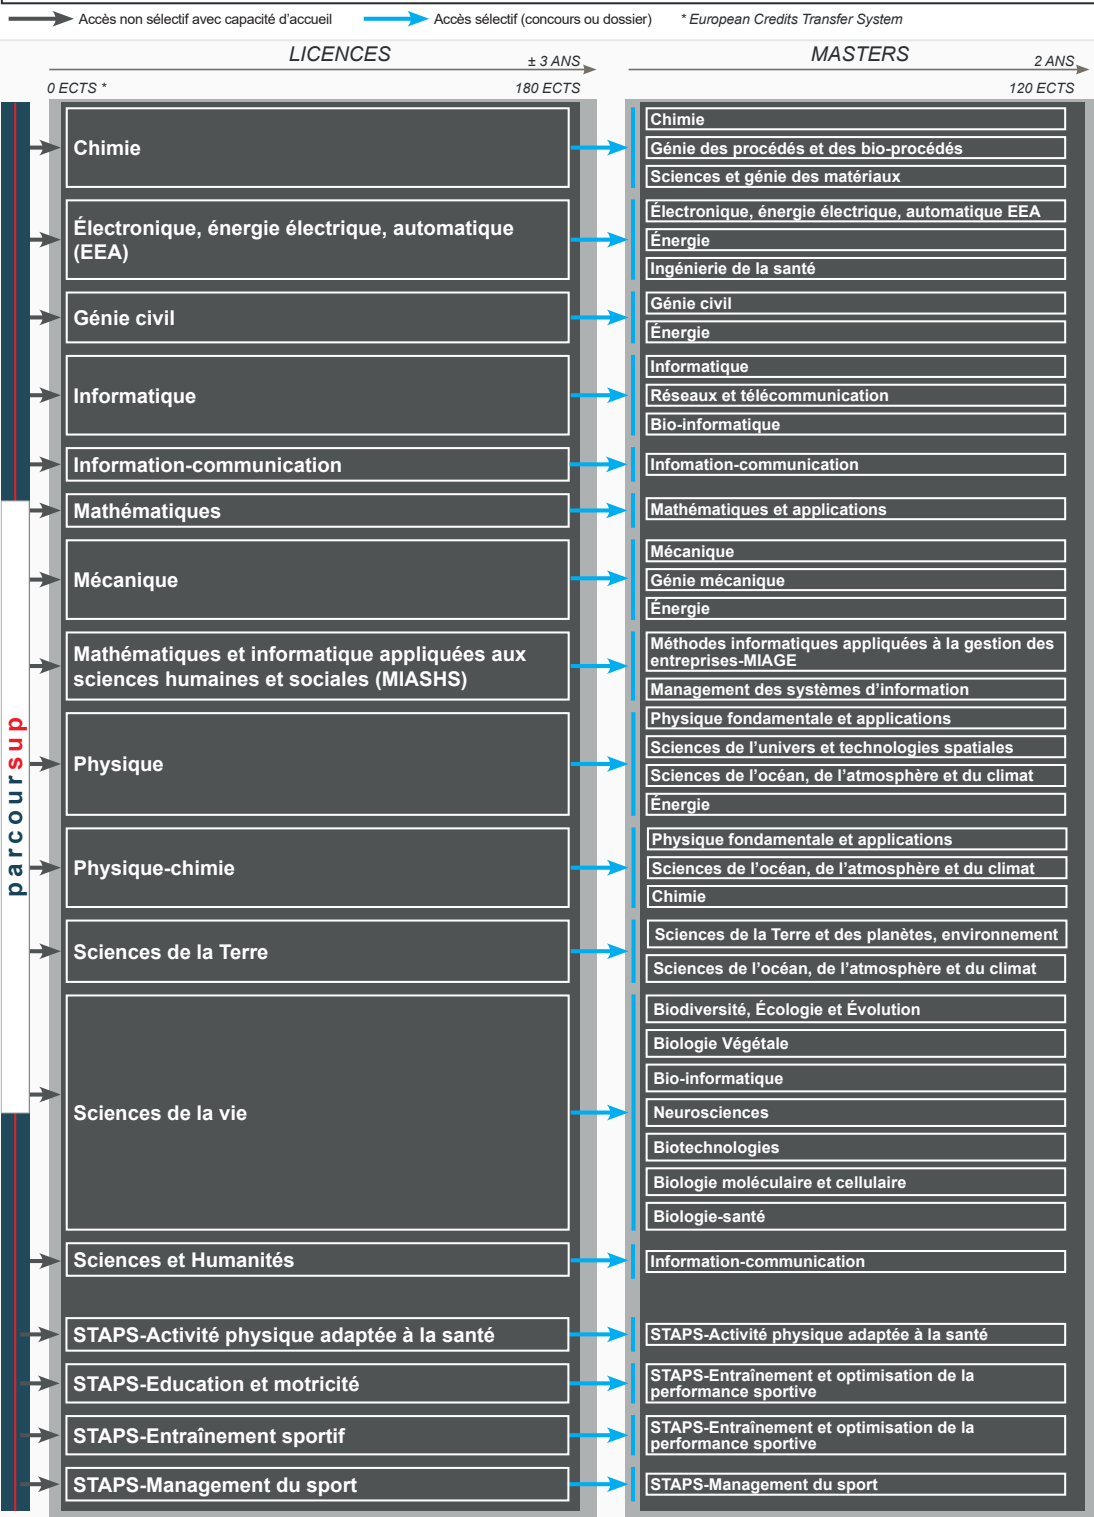 Accès non sélectif avec capacité d'accueil
Accès sélectif (concours ou dossier)
* European Credits Transfer System
LICENCES
± 3 ANS
MASTERS
2 ANS
0 ECTS *
180 ECTS
120 ECTS
parcoursup
Chimie
Chimie
Génie des procédés et des bio-procédés
Sciences et génie des matériaux
Électronique, énergie électrique, automatique
(EEA)
Électronique, énergie électrique, automatique EEA
Énergie
Ingénierie de la santé
Génie civil
Génie civil
Énergie
Informatique
Informatique
Réseaux et télécommunication
Bio-informatique
Information-communication
Infomation-communication
Mathématiques
Mathématiques et applications
Mécanique
Mécanique
Génie mécanique
Énergie
Mathématiques et informatique appliquées aux
sciences humaines et sociales (MIASHS)
Méthodes informatiques appliquées à la gestion des
entreprises-MIAGE
Management des systèmes d'information
Physique
Physique fondamentale et applications
Sciences de l'univers et technologies spatiales
Sciences de l'océan, de l'atmosphère et du climat
Énergie
Physique-chimie
Physique fondamentale et applications
Sciences de l'océan, de l'atmosphère et du climat
Chimie
Sciences de la Terre
Sciences de la Terre et des planètes, environnement
Sciences de l'océan, de l'atmosphère et du climat
Sciences de la vie
Biodiversité, Écologie et Évolution
Biologie Végétale
Bio-informatique
Neurosciences
Biotechnologies
Biologie moléculaire et cellulaire
Biologie-santé
Sciences et Humanités
Information-communication
STAPS-Activité physique adaptée à la santé
STAPS-Activité physique adaptée à la santé
STAPS-Education et motricité
STAPS-Entraînement et optimisation de la
performance sportive
STAPS-Entraînement sportif
STAPS-Entraînement et optimisation de la
performance sportive
STAPS-Management du sport
STAPS-Management du sport